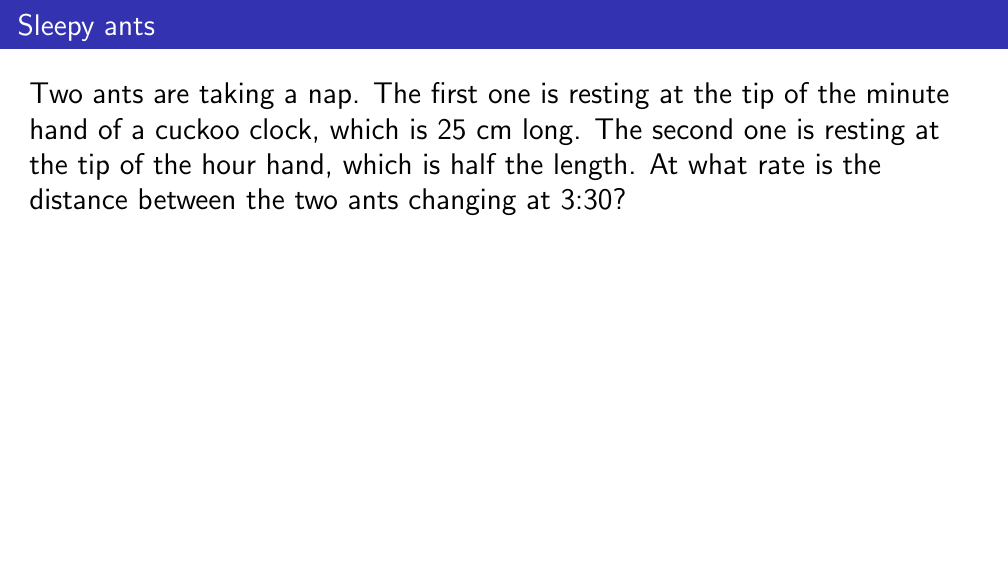 Sleepy ants
Two ants are taking a nap. The first one is resting at the tip of the minute
hand of a cuckoo clock, which is 25 cm long. The second one is resting at
the tip of the hour hand, which is half the length. At what rate is the
distance between the two ants changing at 3:30?